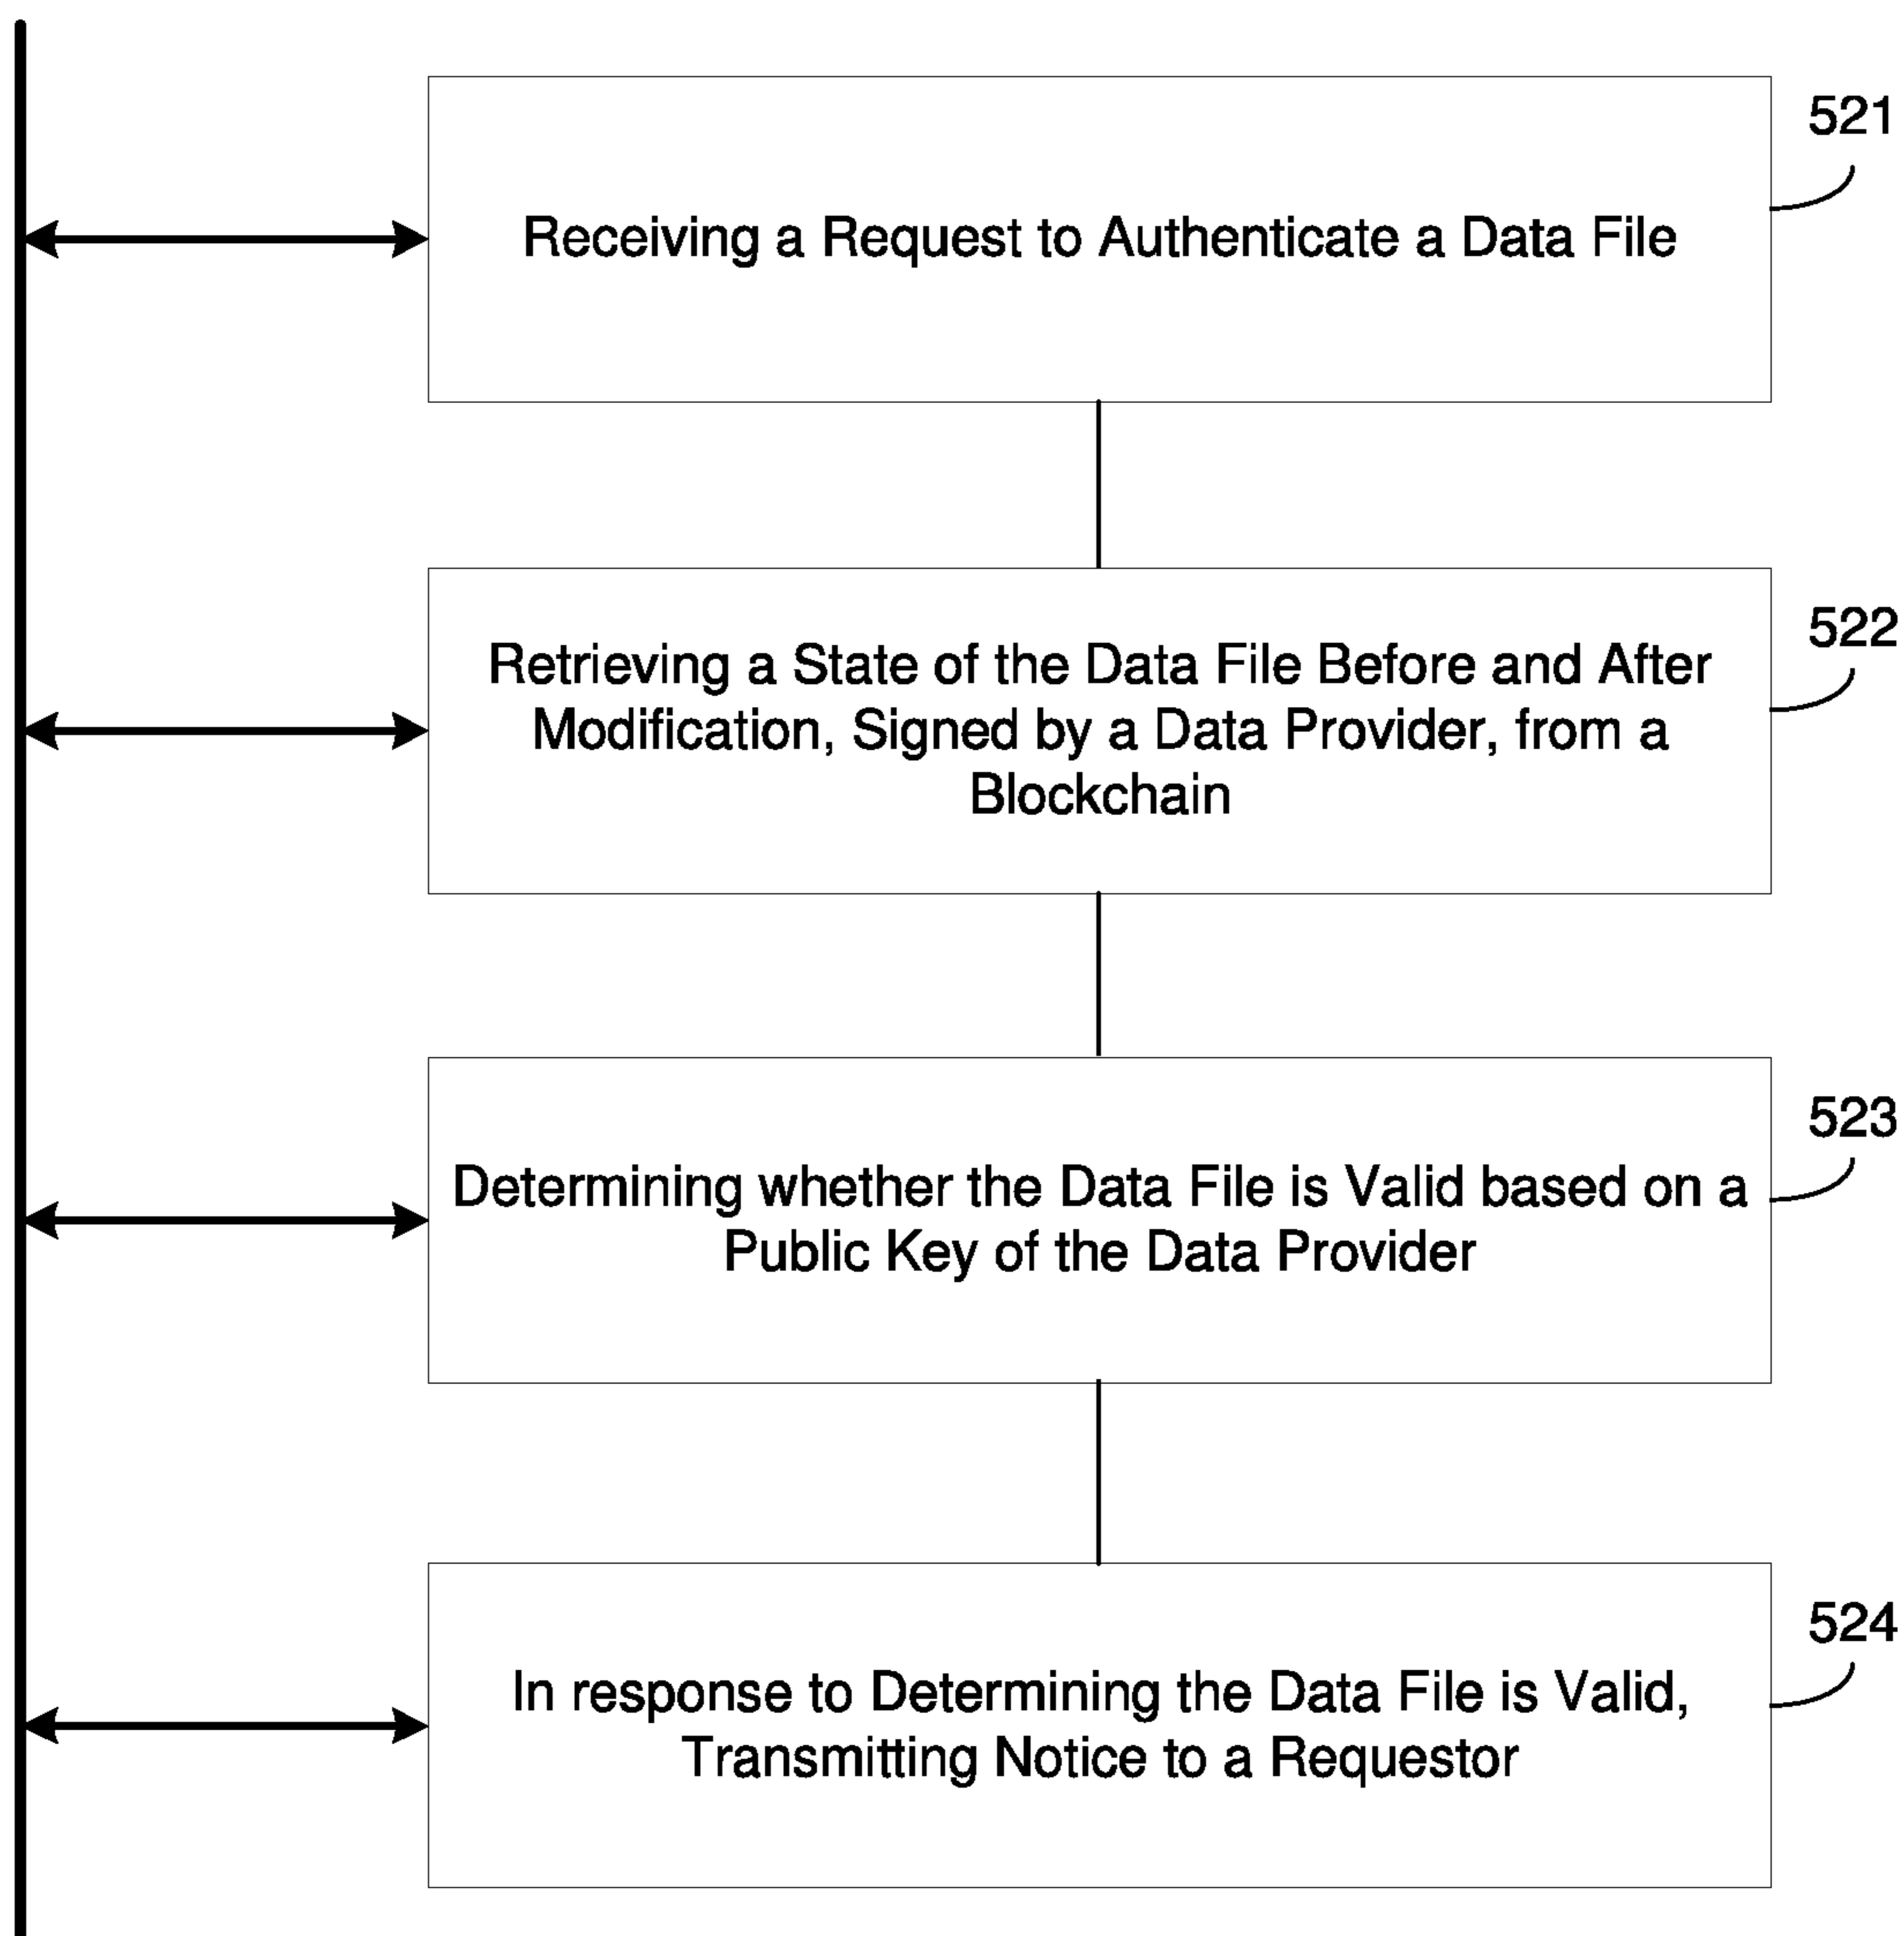 521
Receiving a Request to Authenticate a Data File
522
Retrieving a State of the Data File Before and After
Modification, Signed by a Data Provider, from a
Blockchain
523
Determining whether the Data File is Valid based on a
Public Key of the Data Provider
524
In response to Determining the Data File is Valid,
Transmitting Notice to a Requestor